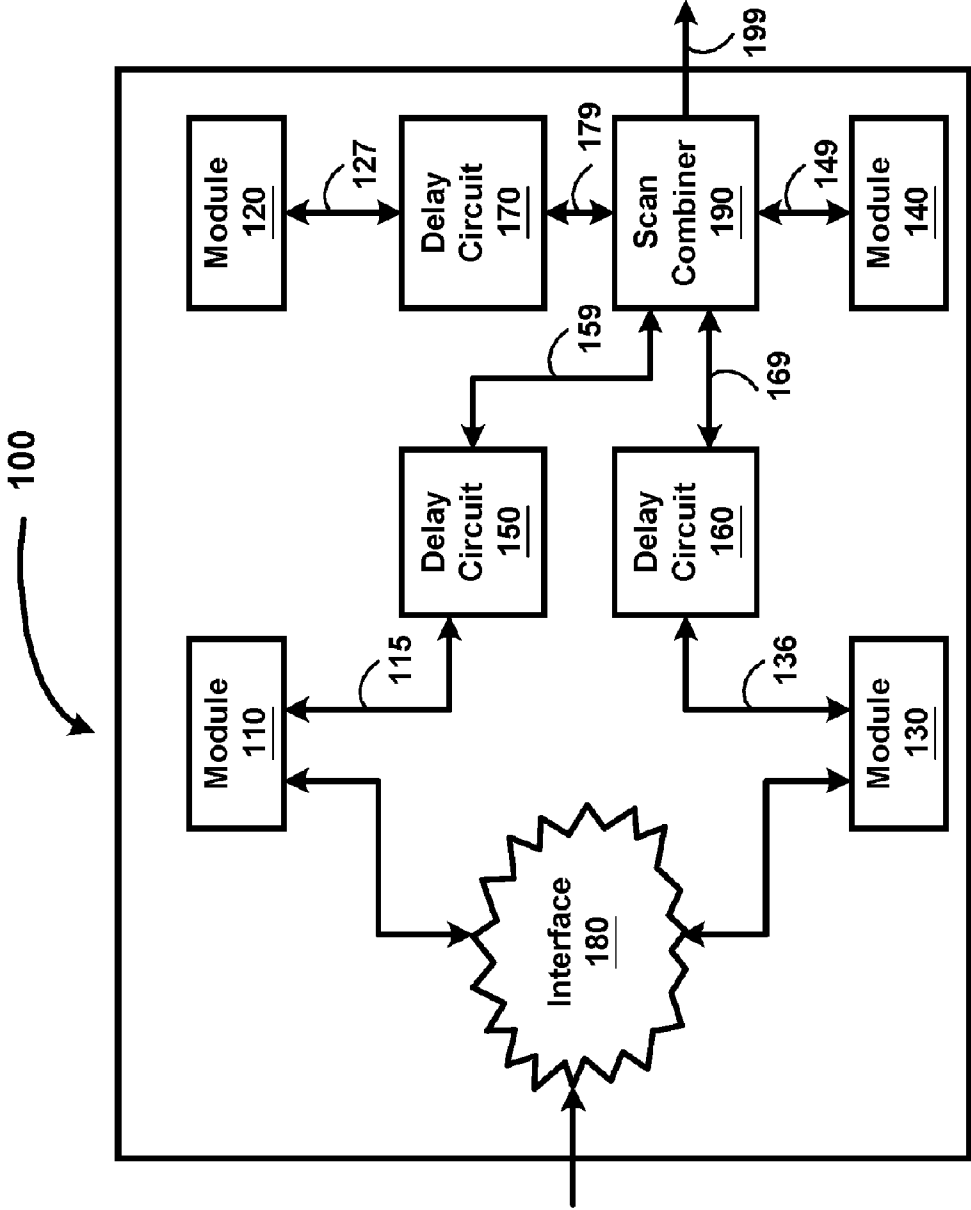 100
Module
110
Module
120
115
127
Delay
Circuit
150
Delay
Circuit
170
159
179
Interface
180
Delay
Circuit
160
Scan
Combiner
190
199
169
136
149
Module
130
Module
140